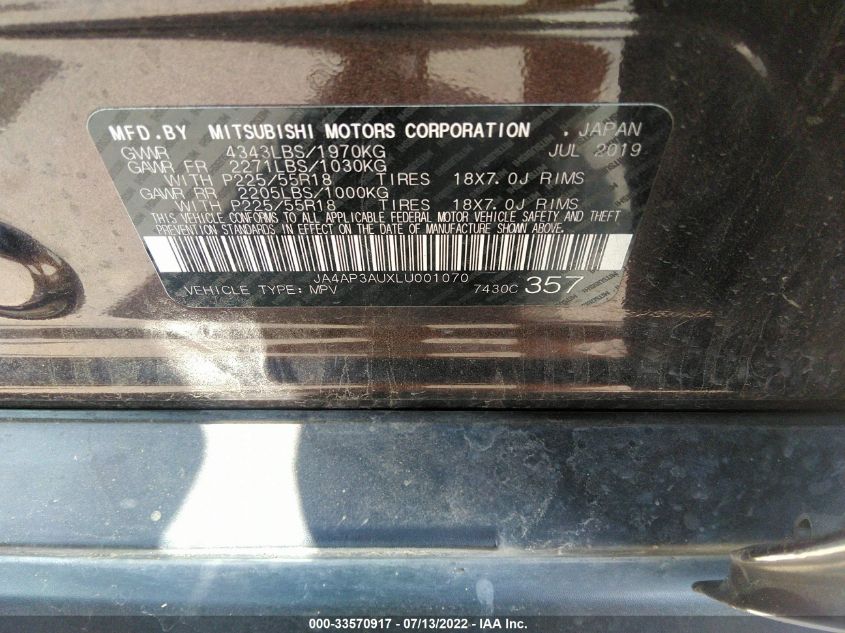 MFD.BY MITSUBISHI MOTORS CORPORATION . JAPAN
GVWR 4343LBS/1970KG JUL 2019
GAWR FR 2271LBS/1030KG
WITH P225/55R18 TIRES 18X7.0J RIMS
GAWR RR 2205LBS/1000KG
WITH P225/55R18 TIRES 18X7.0J RIMS
THIS VEHICLE CONFORMS TO ALL APPLICABLE FEDERAL MOTOR VEHICLE SAFETY AND THEFT
PREVENTION STANDARDS IN EFFECT ON THE DATE OF MANUFACTURE SHOWN ABOVE.
JA4AP3AUXLU001070
VEHICLE TYPE: MPV 7430C 357
000-33570917 - 07/13/2022 - IAA Inc.